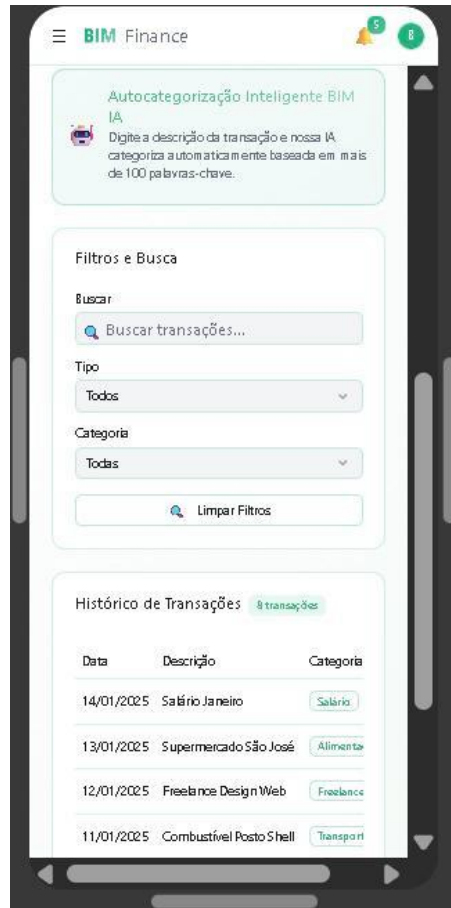 BIM Finance
5
B
Autocategorização Inteligente BIM
IA
Digite a descrição da transação e nossa IA
categoriza automaticamente baseada em mais
de 100 palavras-chave.
Filtros e Busca
Buscar
Buscar transações...
Tipo
Todos
Categoria
Todas
Limpar Filtros
Histórico de Transações 8 transações
Data Descrição Categoria
14/01/2025 Salário Janeiro Salário
13/01/2025 Supermercado São José Alimenta
12/01/2025 Freelance Design Web Freelance
11/01/2025 Combustível Posto Shell Transport